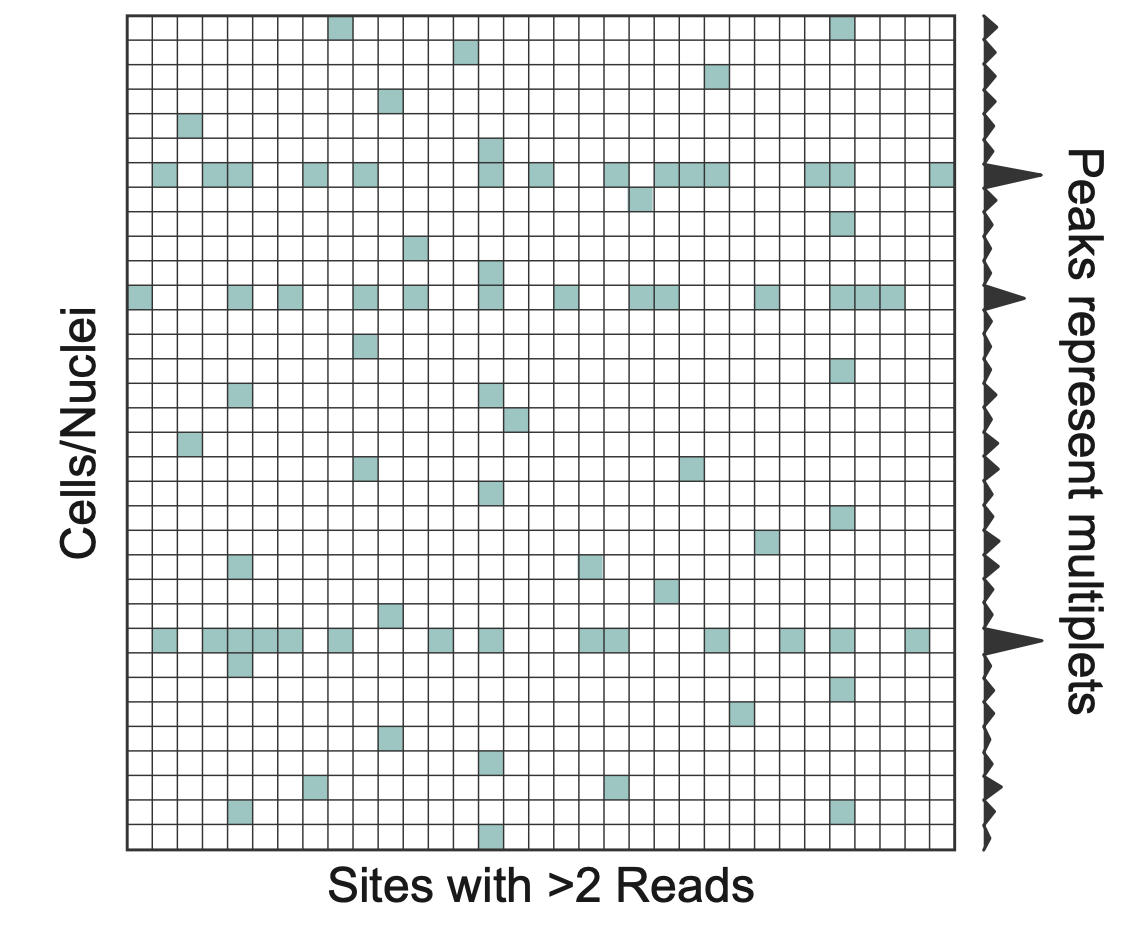 Cells/Nuclei
Sites with >2 Reads
Peaks represent multiplets